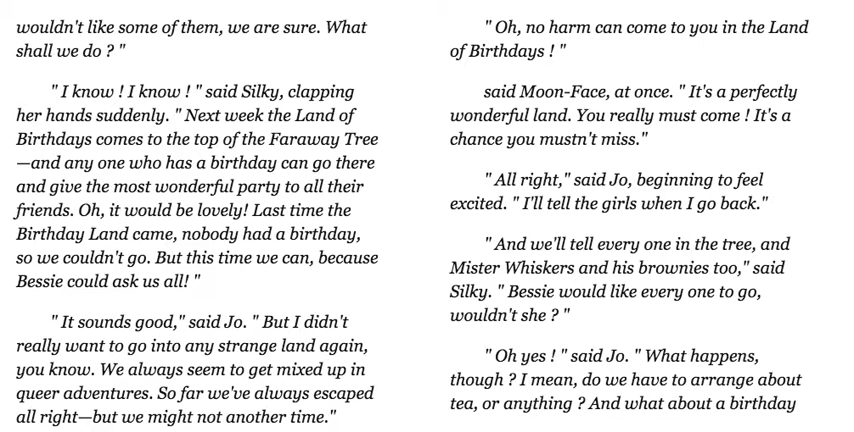 wouldn't like some of them, we are sure. What
shall we do ? "
" I know ! I know ! " said Silky, clapping
her hands suddenly. " Next week the Land of
Birthdays comes to the top of the Faraway Tree
—and any one who has a birthday can go there
and give the most wonderful party to all their
friends. Oh, it would be lovely! Last time the
Birthday Land came, nobody had a birthday,
so we couldn't go. But this time we can, because
Bessie could ask us all! "
" It sounds good," said Jo. " But I didn't
really want to go into any strange land again,
you know. We always seem to get mixed up in
queer adventures. So far we've always escaped
all right—but we might not another time."
" Oh, no harm can come to you in the Land
of Birthdays ! "
said Moon-Face, at once. " It's a perfectly
wonderful land. You really must come ! It's a
chance you mustn't miss."
" All right," said Jo, beginning to feel
excited. " I'll tell the girls when I go back."
" And we'll tell every one in the tree, and
Mister Whiskers and his brownies too," said
Silky. " Bessie would like every one to go,
wouldn't she ? "
" Oh yes ! " said Jo. " What happens,
though ? I mean, do we have to arrange about
tea, or anything ? And what about a birthday